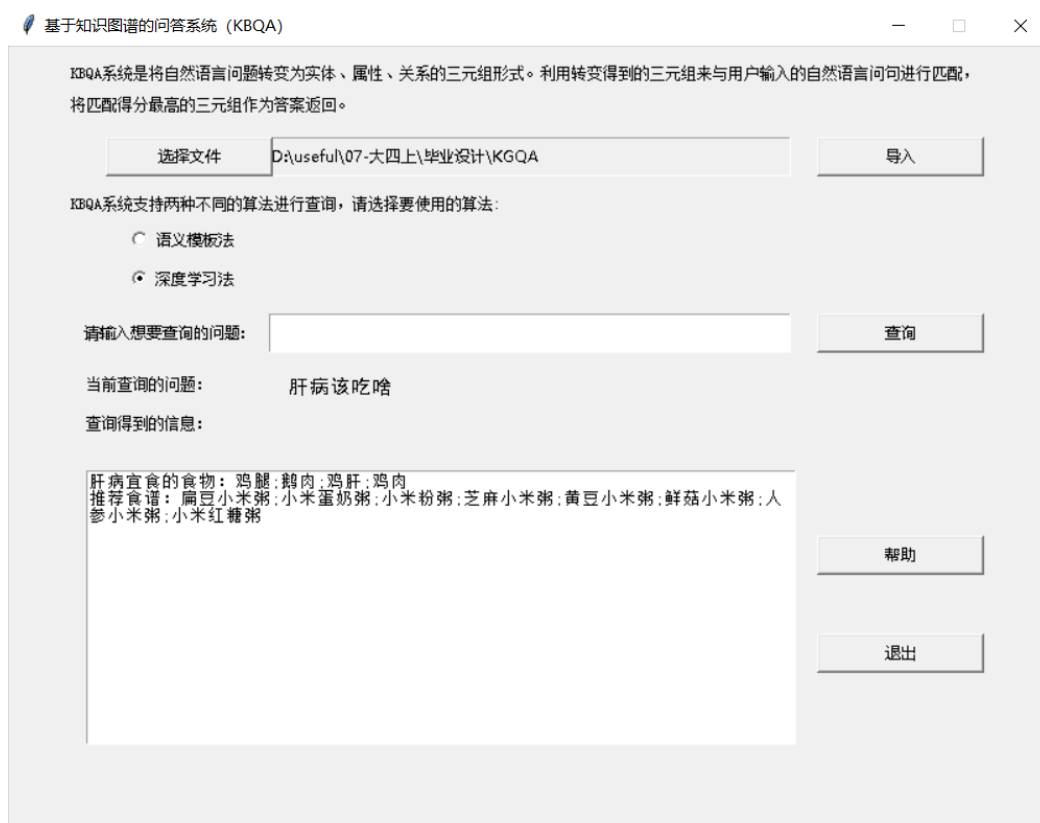 基于知识图谱的问答系统（KBQA）
KBQA系统是将自然语言问题转变为实体、属性、关系的三元组形式。利用转变得到的三元组来与用户输入的自然语言问句进行匹配，
将匹配得分最高的三元组作为答案返回。
选择文件 D:\useful\07-大四上\毕业设计\KGQA 导入
KBQA系统支持两种不同的算法进行查询，请选择要使用的算法:
语义模板法
深度学习法
请输入想要查询的问题: 查询
当前查询的问题: 肝病该吃啥
查询得到的信息:
肝病宜食的食物: 鸡腿;鹅肉;鸡肝;鸡肉
推荐食谱: 扁豆小米粥;小米蛋奶粥;小米粉粥;芝麻小米粥;黄豆小米粥;鲜菇小米粥;人
参小米粥;小米红糖粥
帮助
退出